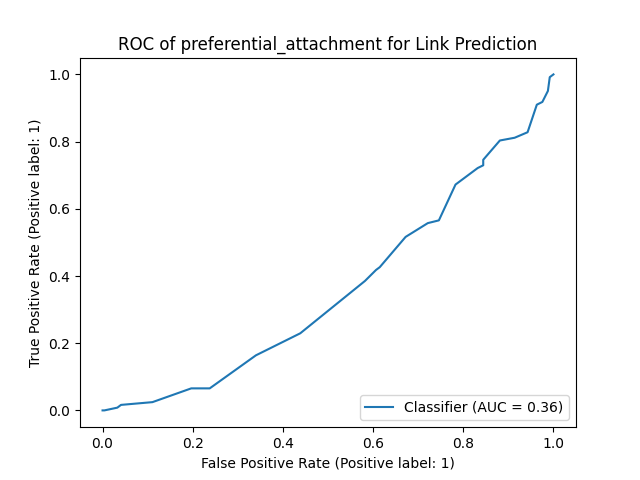 ROC of preferential_attachment for Link Prediction
True Positive Rate (Positive label: 1)
1.0
0.8
0.6
0.4
0.2
0.0
Classifier (AUC = 0.36)
0.0 0.2 0.4 0.6 0.8 1.0
False Positive Rate (Positive label: 1)